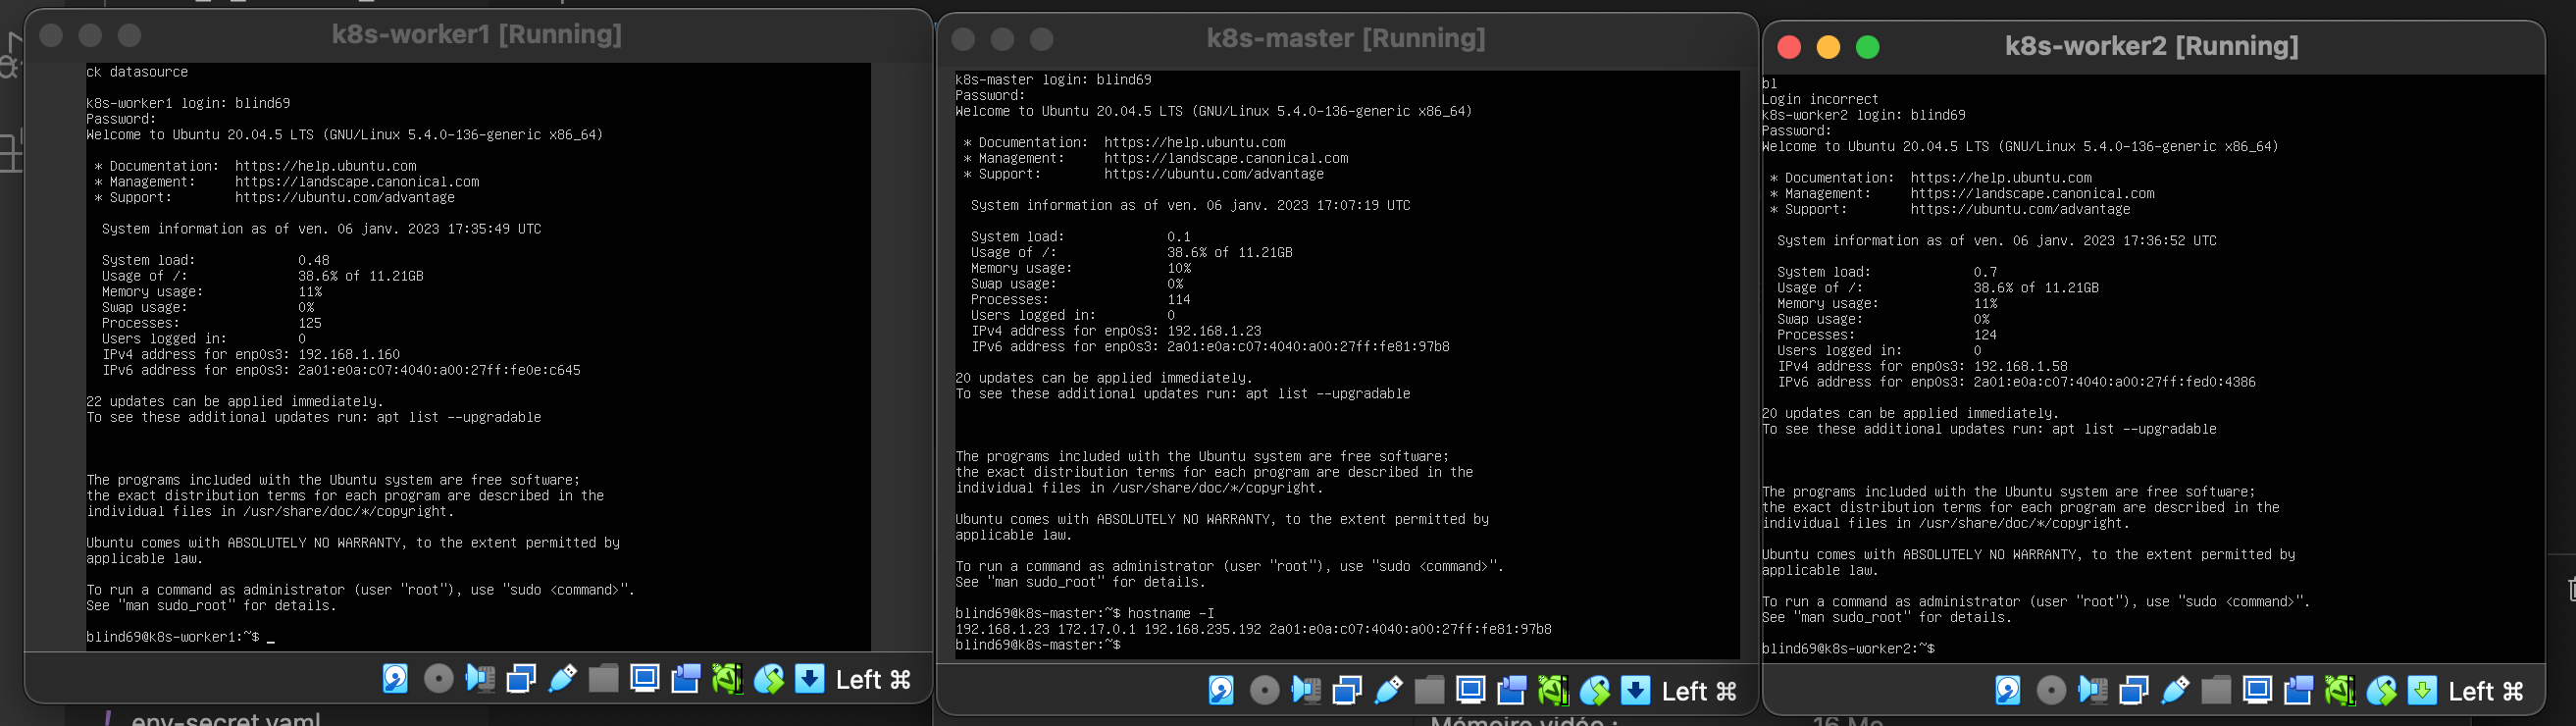 k8s-worker1 [Running]
ck datasource
k8s-worker1 login: blind69
Password:
Welcome to Ubuntu 20.04.5 LTS (GNU/Linux 5.4.0-136-generic x86_64)
* Documentation:  https://help.ubuntu.com
* Management:     https://landscape.canonical.com
* Support:        https://ubuntu.com/advantage
System information as of ven. 06 janv. 2023 17:35:49 UTC
System load:             0.48
Usage of /:              38.6% of 11.21GB
Memory usage:            11%
Swap usage:              0%
Processes:               125
Users logged in:         0
IPv4 address for enp0s3: 192.168.1.160
IPv6 address for enp0s3: 2a01:e0a:c07:4040:a00:27ff:fe0e:c645
22 updates can be applied immediately.
To see these additional updates run: apt list --upgradable
The programs included with the Ubuntu system are free software;
the exact distribution terms for each program are described in the
individual files in /usr/share/doc/*/copyright.
Ubuntu comes with ABSOLUTELY NO WARRANTY, to the extent permitted by
applicable law.
To run a command as administrator (user "root"), use "sudo <command>".
See "man sudo_root" for details.
blind69@k8s-worker1:~$ _
Left ⌘
env-secret.yaml
k8s-master [Running]
k8s-master login: blind69
Password:
Welcome to Ubuntu 20.04.5 LTS (GNU/Linux 5.4.0-136-generic x86_64)
* Documentation:  https://help.ubuntu.com
* Management:     https://landscape.canonical.com
* Support:        https://ubuntu.com/advantage
System information as of ven. 06 janv. 2023 17:07:19 UTC
System load:             0.1
Usage of /:              38.6% of 11.21GB
Memory usage:            10%
Swap usage:              0%
Processes:               114
Users logged in:         0
IPv4 address for enp0s3: 192.168.1.23
IPv6 address for enp0s3: 2a01:e0a:c07:4040:a00:27ff:fe81:97b8
20 updates can be applied immediately.
To see these additional updates run: apt list --upgradable
The programs included with the Ubuntu system are free software;
the exact distribution terms for each program are described in the
individual files in /usr/share/doc/*/copyright.
Ubuntu comes with ABSOLUTELY NO WARRANTY, to the extent permitted by
applicable law.
To run a command as administrator (user "root"), use "sudo <command>".
See "man sudo_root" for details.
blind69@k8s-master:~$ hostname -I
192.168.1.23 172.17.0.1 192.168.235.192 2a01:e0a:c07:4040:a00:27ff:fe81:97b8
blind69@k8s-master:~$
Left ⌘
Mémoire vidéo :
16 Mo
k8s-worker2 [Running]
bl
Login incorrect
k8s-worker2 login: blind69
Password:
Welcome to Ubuntu 20.04.5 LTS (GNU/Linux 5.4.0-136-generic x86_64)
* Documentation:  https://help.ubuntu.com
* Management:     https://landscape.canonical.com
* Support:        https://ubuntu.com/advantage
System information as of ven. 06 janv. 2023 17:36:52 UTC
System load:             0.7
Usage of /:              38.6% of 11.21GB
Memory usage:            11%
Swap usage:              0%
Processes:               124
Users logged in:         0
IPv4 address for enp0s3: 192.168.1.58
IPv6 address for enp0s3: 2a01:e0a:c07:4040:a00:27ff:fed0:4386
20 updates can be applied immediately.
To see these additional updates run: apt list --upgradable
The programs included with the Ubuntu system are free software;
the exact distribution terms for each program are described in the
individual files in /usr/share/doc/*/copyright.
Ubuntu comes with ABSOLUTELY NO WARRANTY, to the extent permitted by
applicable law.
To run a command as administrator (user "root"), use "sudo <command>".
See "man sudo_root" for details.
blind69@k8s-worker2:~$
Left ⌘